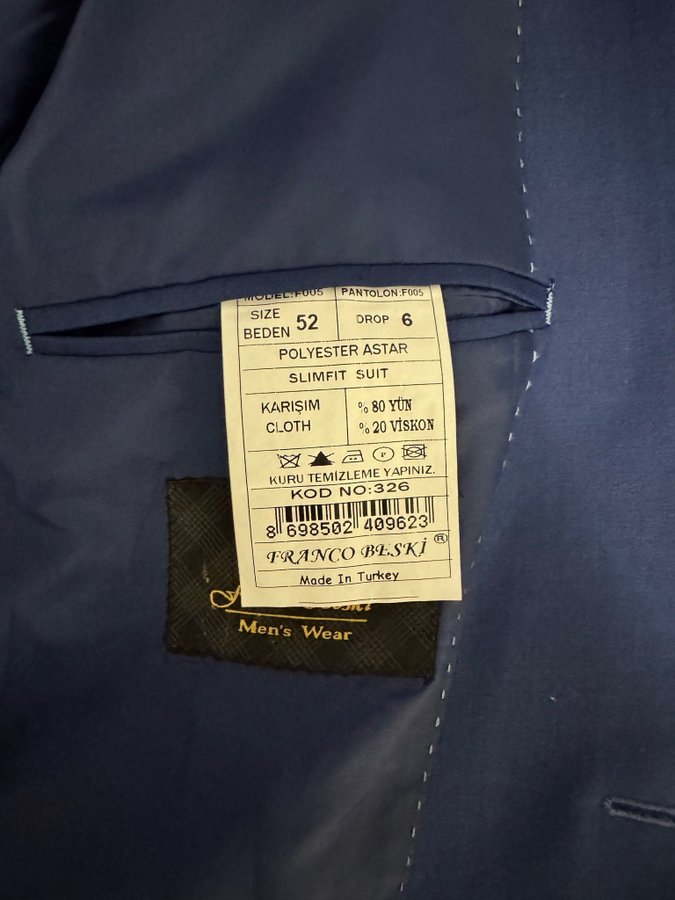 MODEL:F005 PANTOLON:F005
SIZE BEDEN 52 DROP 6
POLYESTER ASTAR
SLIMFIT SUIT
KARIŞIM % 80 YÜN
CLOTH % 20 VİSKON
P
KURU TEMİZLEME YAPINIZ.
KOD NO:326
8 698502 409623
FRANCO BESKİ ®
Made In Turkey
Men's Wear